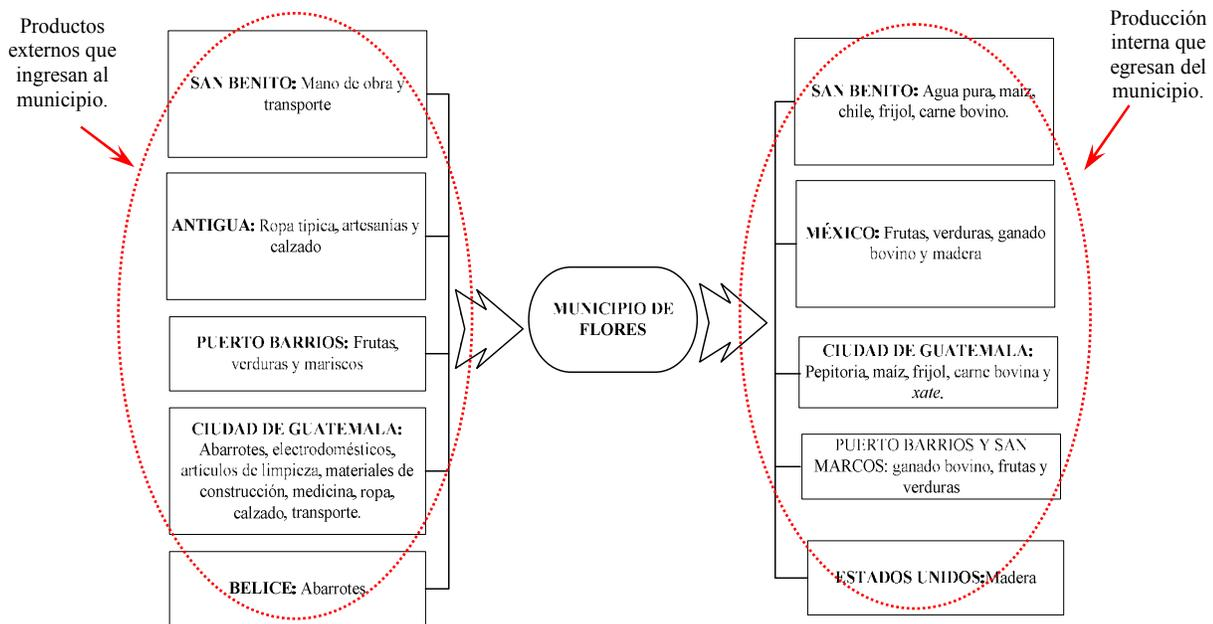 Productos
externos que
ingresan al
municipio.
SAN BENITO: Mano de obra y
transporte
ANTIGUA: Ropa típica, artesanías y
calzado
PUERTO BARRIOS: Frutas,
verduras y mariscos
CIUDAD DE GUATEMALA:
Abarrotes, electrodomésticos,
artículos de limpieza, materiales de
construcción, medicina, ropa,
calzado, transporte.
BELICE: Abarrotes.
MUNICIPIO DE
FLORES
Producción
interna que
egresan del
municipio.
SAN BENITO: Agua pura, maíz,
chile, frijol, carne bovino.
MÉXICO: Frutas, verduras, ganado
bovino y madera
CIUDAD DE GUATEMALA:
Pepitoria, maíz, frijol, carne bovina y
xate.
PUERTO BARRIOS Y SAN
MARCOS: ganado bovino, frutas y
verduras
ESTADOS UNIDOS:Madera